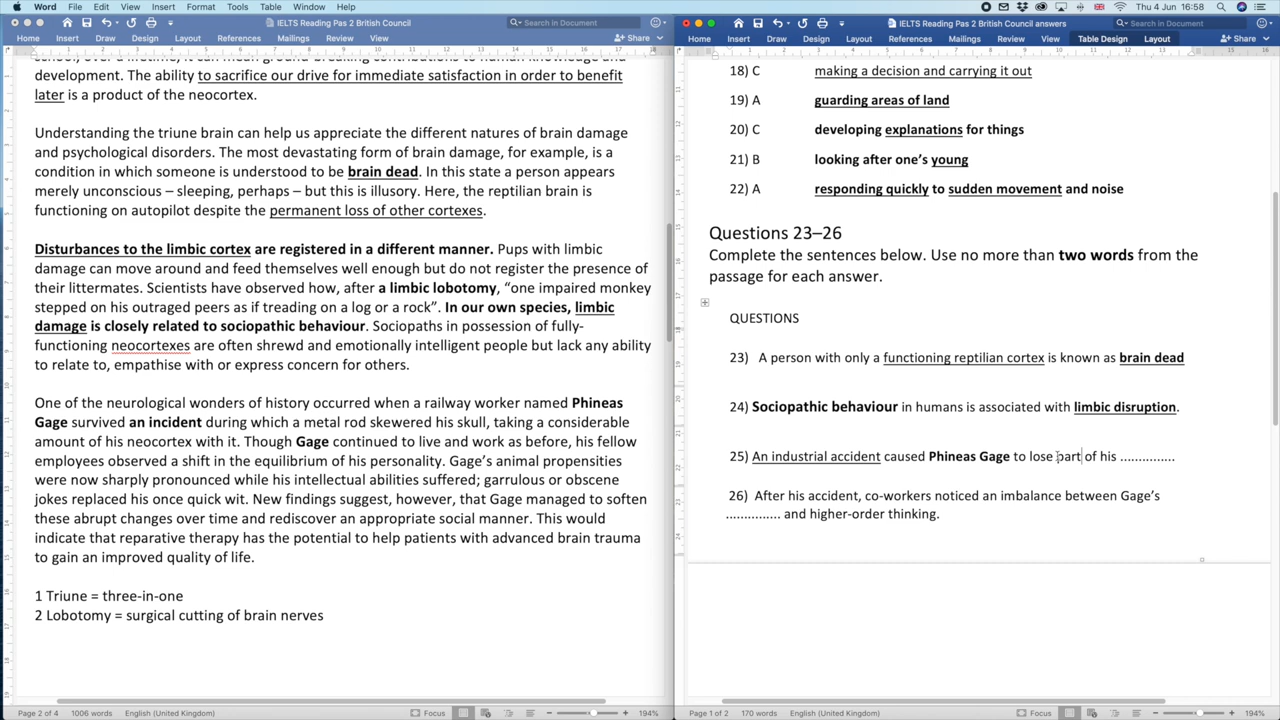 Word File Edit View Insert Format Tools Table Window Help Thu 4 Jun 16:58
IELTS Reading Pas 2 British Council Search in Document
Home Insert Draw Design Layout References Mailings Review View Share
school, over a lifetime, it can mean ground-breaking contributions to human knowledge and
development. The ability to sacrifice our drive for immediate satisfaction in order to benefit
later is a product of the neocortex.
Understanding the triune brain can help us appreciate the different natures of brain damage
and psychological disorders. The most devastating form of brain damage, for example, is a
condition in which someone is understood to be brain dead. In this state a person appears
merely unconscious – sleeping, perhaps – but this is illusory. Here, the reptilian brain is
functioning on autopilot despite the permanent loss of other cortexes.
Disturbances to the limbic cortex are registered in a different manner. Pups with limbic
damage can move around and feed themselves well enough but do not register the presence of
their littermates. Scientists have observed how, after a limbic lobotomy, “one impaired monkey
stepped on his outraged peers as if treading on a log or a rock”. In our own species, limbic
damage is closely related to sociopathic behaviour. Sociopaths in possession of fully-
functioning neocortexes are often shrewd and emotionally intelligent people but lack any ability
to relate to, empathise with or express concern for others.
One of the neurological wonders of history occurred when a railway worker named Phineas
Gage survived an incident during which a metal rod skewered his skull, taking a considerable
amount of his neocortex with it. Though Gage continued to live and work as before, his fellow
employees observed a shift in the equilibrium of his personality. Gage’s animal propensities
were now sharply pronounced while his intellectual abilities suffered; garrulous or obscene
jokes replaced his once quick wit. New findings suggest, however, that Gage managed to soften
these abrupt changes over time and rediscover an appropriate social manner. This would
indicate that reparative therapy has the potential to help patients with advanced brain trauma
to gain an improved quality of life.
1 Triune = three-in-one
2 Lobotomy = surgical cutting of brain nerves
Page 2 of 4 1006 words English (United Kingdom) Focus 194%
IELTS Reading Pas 2 British Council answers Search in Document
Home Insert Draw Design Layout References Mailings Review View Table Design Layout Share
18) C making a decision and carrying it out
19) A guarding areas of land
20) C developing explanations for things
21) B looking after one’s young
22) A responding quickly to sudden movement and noise
Questions 23–26
Complete the sentences below. Use no more than two words from the
passage for each answer.
QUESTIONS
23) A person with only a functioning reptilian cortex is known as brain dead
24) Sociopathic behaviour in humans is associated with limbic disruption.
25) An industrial accident caused Phineas Gage to lose part of his ...............
26) After his accident, co-workers noticed an imbalance between Gage’s
............... and higher-order thinking.
Page 1 of 2 170 words English (United Kingdom) Focus 194%